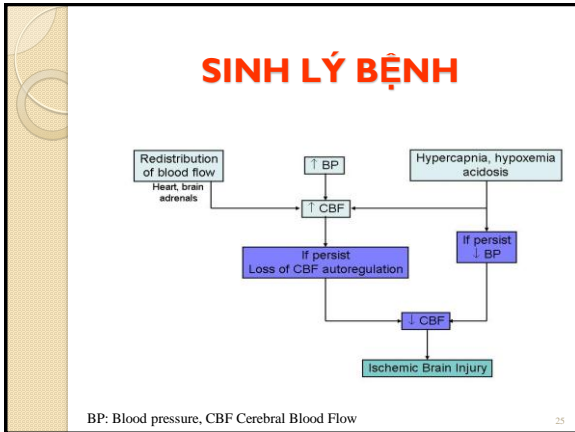 SINH LÝ BỆNH
Redistribution
of blood flow
Heart, brain
adrenals
↑ BP
Hypercapnia, hypoxemia
acidosis
↑ CBF
If persist
Loss of CBF autoregulation
If persist
↓ BP
↓ CBF
Ischemic Brain Injury
BP: Blood pressure, CBF Cerebral Blood Flow
25